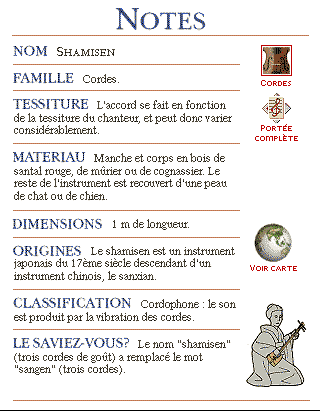 NOTES
NOM Shamisen
Cordes
FAMILLE Cordes.
TESSITURE L'accord se fait en fonction
de la tessiture du chanteur, et peut donc varier
considérablement.
Portée
complète
MATERIAU Manche et corps en bois de
santal rouge, de mûrier ou de cognassier. Le
reste de l'instrument est recouvert d'une peau
de chat ou de chien.
DIMENSIONS 1 m de longueur.
ORIGINES Le shamisen est un instrument
japonais du 17ème siècle descendant d'un
instrument chinois, le sanxian.
Voir carte
CLASSIFICATION Cordophone : le son
est produit par la vibration des cordes.
LE SAVIEZ-VOUS? Le nom "shamisen"
(trois cordes de goût) a remplacé le mot
"sangen" (trois cordes).